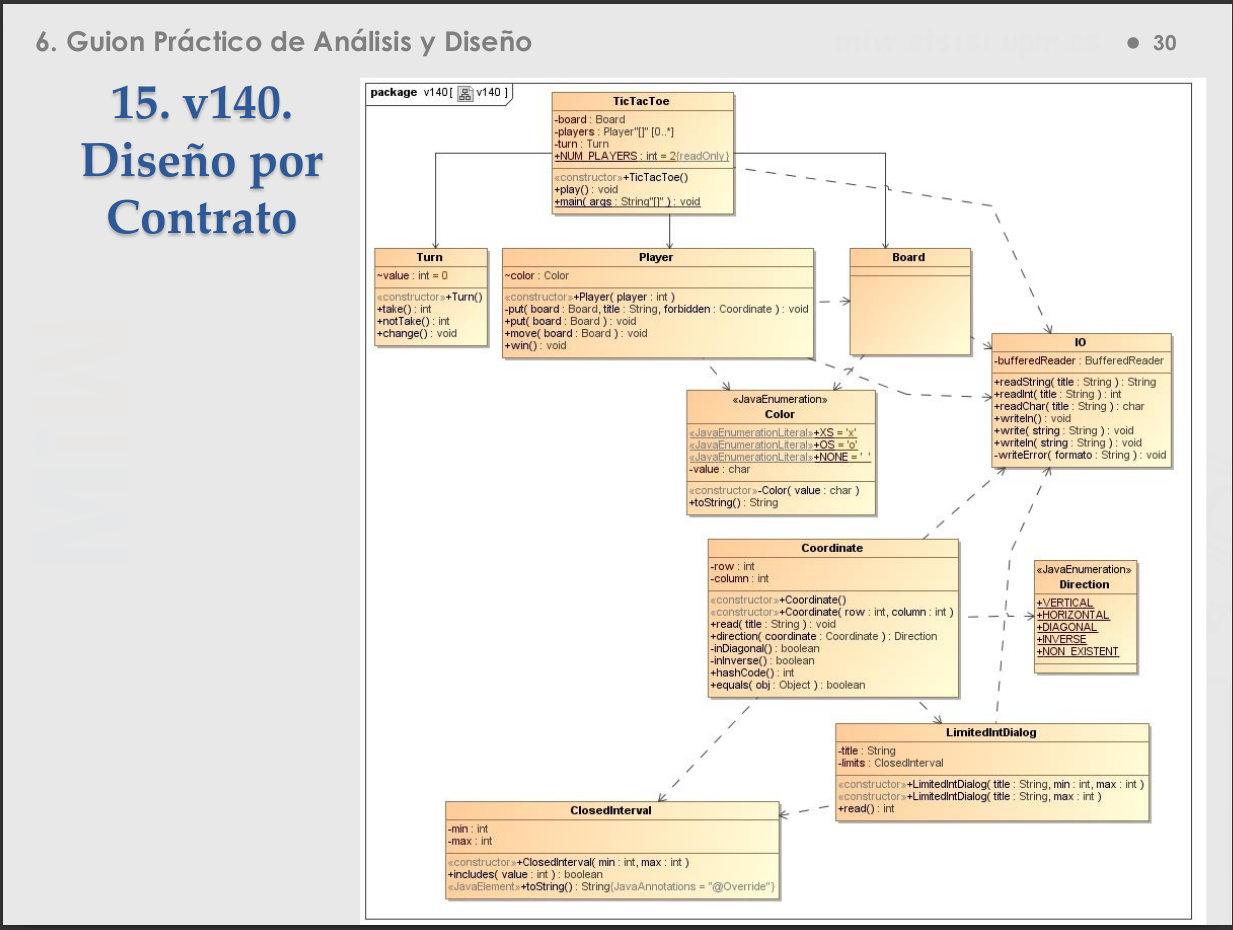 6. Guion Práctico de Análisis y Diseño
● 30
15. v140.
Diseño por
Contrato
package v140 [ v140 ]
TicTacToe
-board : Board
-players : Player"[]" [0..*]
-turn : Turn
+NUM_PLAYERS : int = 2{readOnly}
«constructor»+TicTacToe()
+play() : void
+main( args : String"[]" ) : void
Turn
~value : int = 0
«constructor»+Turn()
+take() : int
+notTake() : int
+change() : void
Player
~color : Color
«constructor»+Player( player : int )
-put( board : Board, title : String, forbidden : Coordinate ) : void
+put( board : Board ) : void
+move( board : Board ) : void
+win() : void
Board
IO
-bufferedReader : BufferedReader
+readString( title : String ) : String
+readInt( title : String ) : int
+readChar( title : String ) : char
+writeln() : void
+write( string : String ) : void
+writeln( string : String ) : void
-writeError( formato : String ) : void
«JavaEnumeration»
Color
«JavaEnumerationLiteral»+XS = 'x'
«JavaEnumerationLiteral»+OS = 'o'
«JavaEnumerationLiteral»+NONE = '_'
-value : char
«constructor»-Color( value : char )
+toString() : String
Coordinate
-row : int
-column : int
«constructor»+Coordinate()
«constructor»+Coordinate( row : int, column : int )
+read( title : String ) : void
+direction( coordinate : Coordinate ) : Direction
-inDiagonal() : boolean
-inInverse() : boolean
+hashCode() : int
+equals( obj : Object ) : boolean
«JavaEnumeration»
Direction
+VERTICAL
+HORIZONTAL
+DIAGONAL
+INVERSE
+NON_EXISTENT
LimitedIntDialog
-title : String
-limits : ClosedInterval
«constructor»+LimitedIntDialog( title : String, min : int, max : int )
«constructor»+LimitedIntDialog( title : String, max : int )
+read() : int
ClosedInterval
-min : int
-max : int
«constructor»+ClosedInterval( min : int, max : int )
+includes( value : int ) : boolean
«JavaElement»+toString() : String{JavaAnnotations = "@Override"}